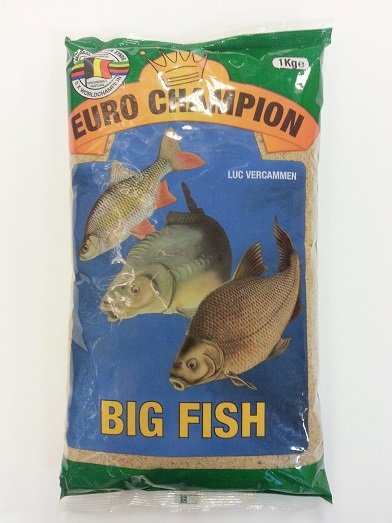 1Kg e
EURO CHAMPION
LUC VERCAMMEN
BIG FISH